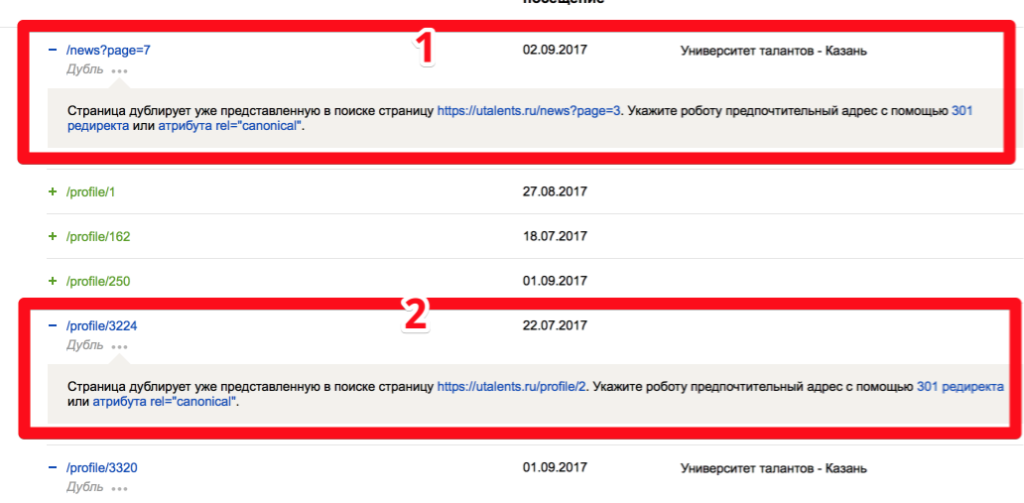 посещение
1
− /news?page=7 02.09.2017 Университет талантов - Казань
Дубль •••
Страница дублирует уже представленную в поиске страницу https://utalents.ru/news?page=3. Укажите роботу предпочтительный адрес с помощью 301
редиректа или атрибута rel="canonical".
+ /profile/1 27.08.2017
+ /profile/162 18.07.2017
+ /profile/250 01.09.2017
2
− /profile/3224 22.07.2017
Дубль •••
Страница дублирует уже представленную в поиске страницу https://utalents.ru/profile/2. Укажите роботу предпочтительный адрес с помощью 301 редиректа
или атрибута rel="canonical".
− /profile/3320 01.09.2017 Университет талантов - Казань
Дубль •••